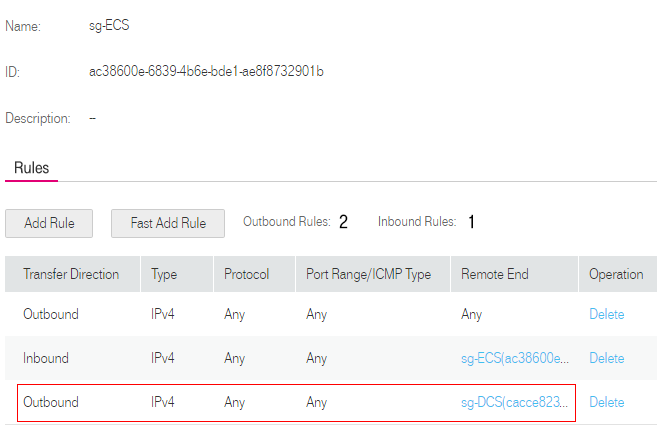 Name: sg-ECS
ID: ac38600e-6839-4b6e-bde1-ae8f8732901b
Description: --
Rules
Add Rule Fast Add Rule Outbound Rules: 2 Inbound Rules: 1
Transfer Direction Type Protocol Port Range/ICMP Type Remote End Operation
Outbound IPv4 Any Any Any Delete
Inbound IPv4 Any Any sg-ECS(ac38600e... Delete
Outbound IPv4 Any Any sg-DCS(cacce823... Delete